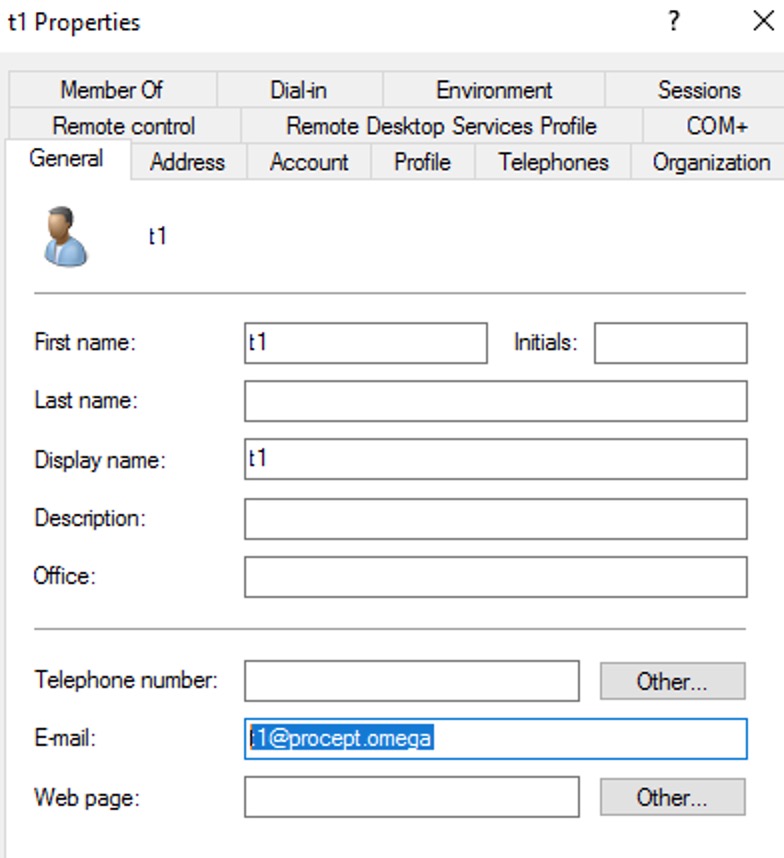 t1 Properties ? X
Member Of Dial-in Environment Sessions
Remote control Remote Desktop Services Profile COM+
General Address Account Profile Telephones Organization
t1
First name: t1 Initials:
Last name:
Display name: t1
Description:
Office:
Telephone number: Other...
E-mail: t1@procept.omega
Web page: Other...